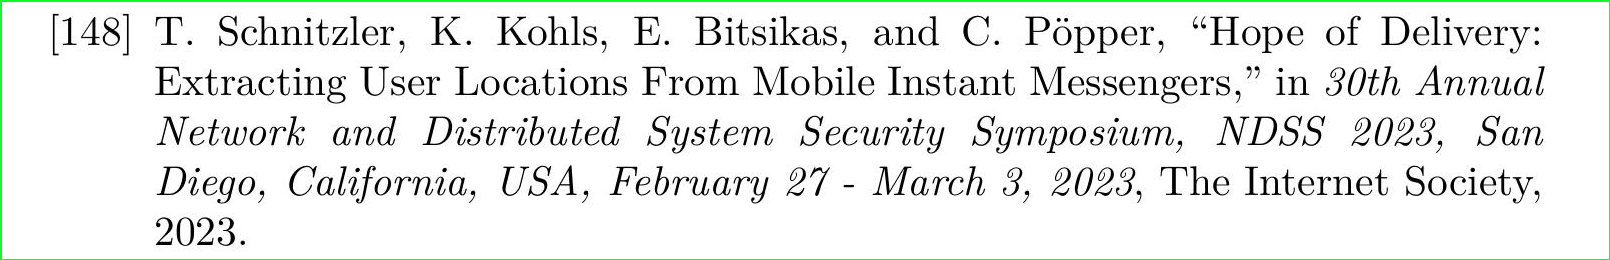 [148] T. Schnitzler, K. Kohls, E. Bitsikas, and C. Pöpper, “Hope of Delivery:
Extracting User Locations From Mobile Instant Messengers,” in 30th Annual
Network and Distributed System Security Symposium, NDSS 2023, San
Diego, California, USA, February 27 - March 3, 2023, The Internet Society,
2023.